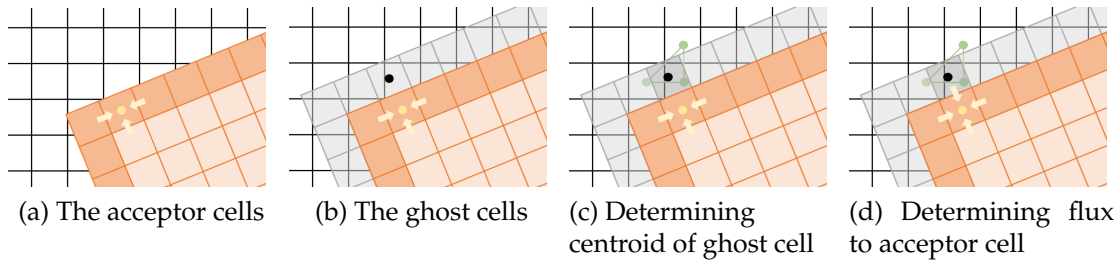 (a) The acceptor cells
(b) The ghost cells
(c) Determining
centroid of ghost cell
(d) Determining flux
to acceptor cell